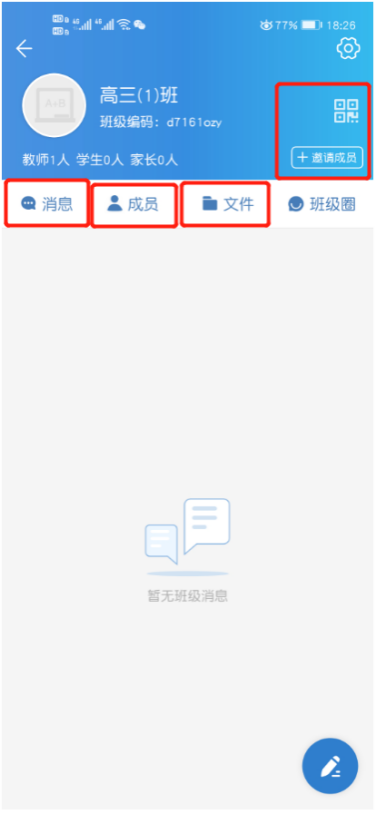 77% 18:26
高三(1)班
A+B
班级编码：d7161ozy
教师1人 学生0人 家长0人
+ 邀请成员
消息 成员 文件 班级圈
暂无班级消息